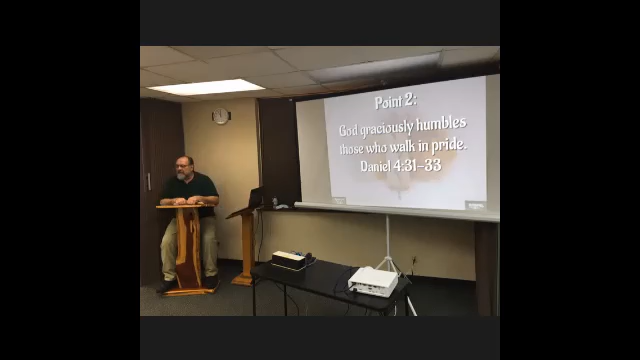 Point 2:
God graciously humbles
those who walk in pride.
Daniel 4:31-33